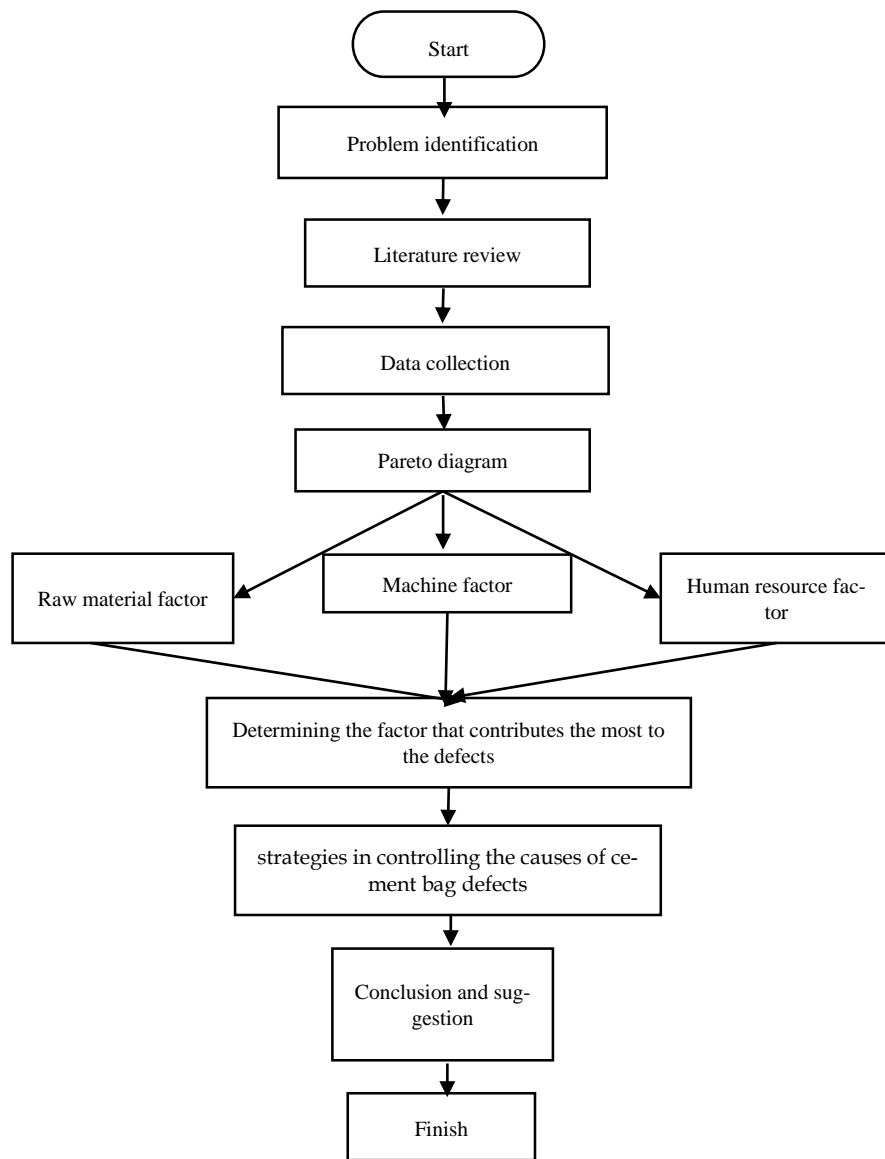 Start
Problem identification
Literature review
Data collection
Pareto diagram
Raw material factor
Machine factor
Human resource fac-
tor
Determining the factor that contributes the most to
the defects
strategies in controlling the causes of ce-
ment bag defects
Conclusion and sug-
gestion
Finish